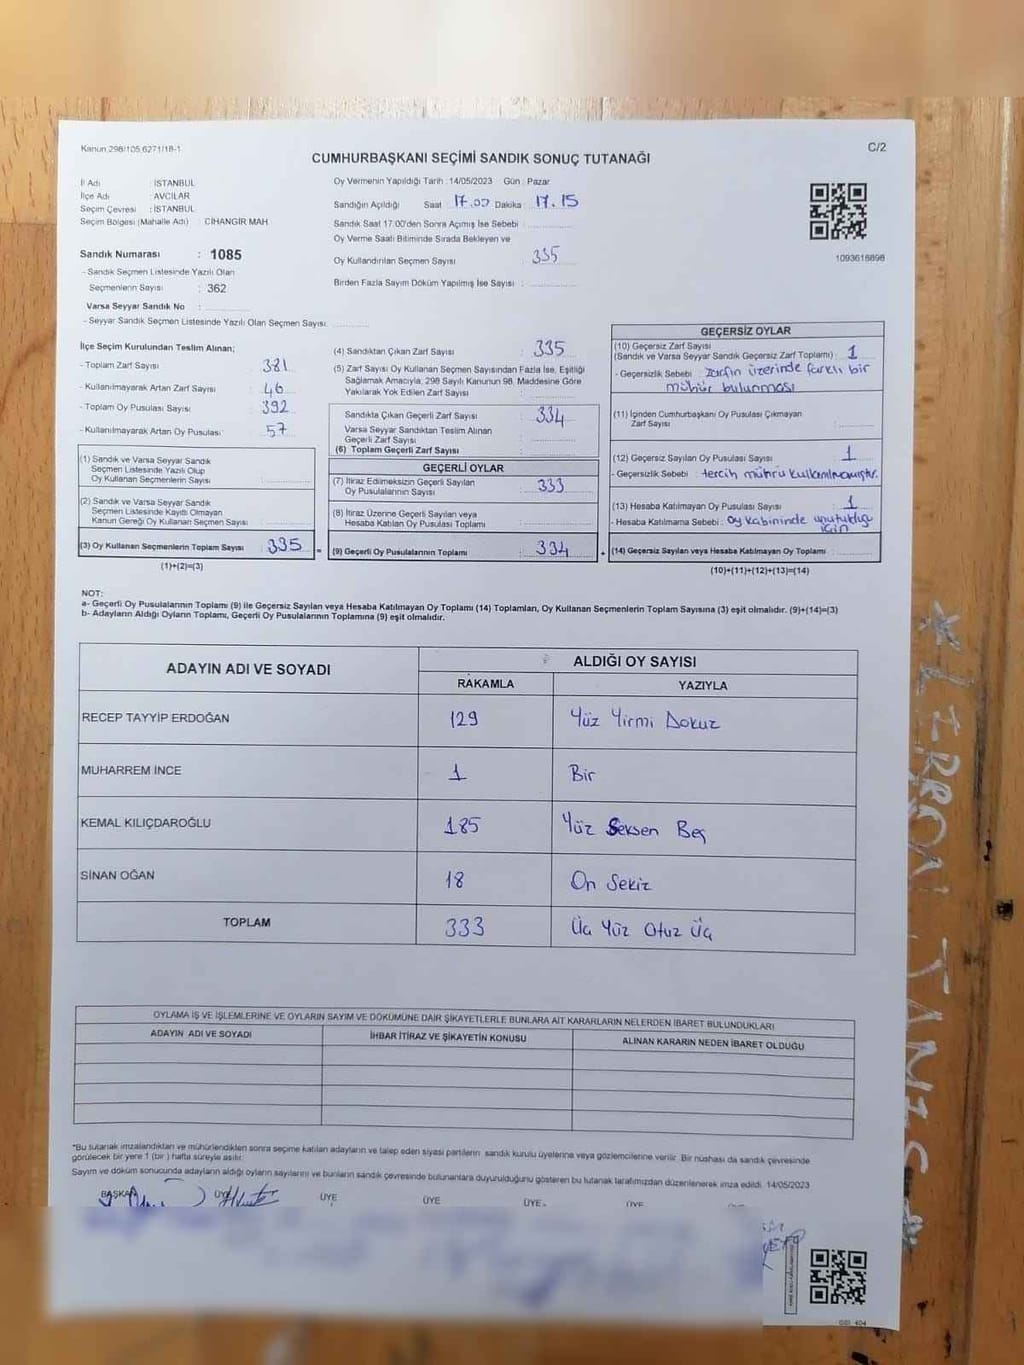 Kanun 298/105,6271/18-1
C/2
CUMHURBAŞKANI SEÇİMİ SANDIK SONUÇ TUTANAĞI
İl Adı : İSTANBUL
İlçe Adı : AVCILAR
Seçim Çevresi : İSTANBUL
Seçim Bölgesi (Mahalle Adı) : CİHANGİR MAH
Sandık Numarası : 1085
- Sandık Seçmen Listesinde Yazılı Olan
Seçmenlerin Sayısı : 362
Varsa Seyyar Sandık No :
- Seyyar Sandık Seçmen Listesinde Yazılı Olan Seçmen Sayısı
Oy Vermenin Yapıldığı Tarih : 14/05/2023 Gün : Pazar
Sandığın Açıldığı Saat : 17.00 Dakika : 17.15
Sandık Saat 17.00'den Sonra Açımış İse Sebebi :
Oy Verme Saati Bitiminde Sırada Bekleyen ve
Oy Kullandırılan Seçmen Sayısı : 335
Birden Fazla Sayım Döküm Yapılmış İse Sayısı :
1093616896
İlçe Seçim Kurulundan Teslim Alınan;
- Toplam Zarf Sayısı : 381
- Kullanılmayarak Artan Zarf Sayısı : 46
- Toplam Oy Pusulası Sayısı : 392
- Kullanılmayarak Artan Oy Pusulası : 57
(1) Sandık ve Varsa Seyyar Sandık
Seçmen Listesinde Yazılı Olup
Oy Kullanan Seçmenlerin Sayısı :
(2) Sandık ve Varsa Seyyar Sandık
Seçmen Listesinde Kayıtlı Olmayan
Kanun Gereği Oy Kullanan Seçmen Sayısı :
(3) Oy Kullanan Seçmenlerin Toplam Sayısı : 335 =
(1)+(2)=(3)
(4) Sandıktan Çıkan Zarf Sayısı : 335
(5) Zarf Sayısı Oy Kullanan Seçmen Sayısından Fazla İse, Eşitliği
Sağlamak Amacıyla, 298 Sayılı Kanunun 98. Maddesine Göre
Yakılarak Yok Edilen Zarf Sayısı :
Sandıkta Çıkan Geçerli Zarf Sayısı : 334
Varsa Seyyar Sandıktan Teslim Alınan
Geçerli Zarf Sayısı :
(6) Toplam Geçerli Zarf Sayısı :
GEÇERLİ OYLAR
(7) İtiraz Edilmeksizin Geçerli Sayılan
Oy Pusulalarının Sayısı : 333
(8) İtiraz Üzerine Geçerli Sayılan veya
Hesaba Katılan Oy Pusulası Toplamı :
(9) Geçerli Oy Pusulalarının Toplamı : 334 +
GEÇERSİZ OYLAR
(10) Geçersiz Zarf Sayısı
(Sandık ve Varsa Seyyar Sandık Geçersiz Zarf Toplamı) : 1
- Geçersizlik Sebebi : Zarfın üzerinde farklı bir
mühür bulunması
(11) İçinden Cumhurbaşkanı Oy Pusulası Çıkmayan
Zarf Sayısı :
(12) Geçersiz Sayılan Oy Pusulası Sayısı : 1
- Geçersizlik Sebebi : tercih mührü kullanılmamıştır.
(13) Hesaba Katılmayan Oy Pusulası Sayısı : 1
- Hesaba Katılmama Sebebi : Oy kabininde unutulduğu
için
(14) Geçersiz Sayılan veya Hesaba Katılmayan Oy Toplamı :
(10)+(11)+(12)+(13)=(14)
NOT:
a- Geçerli Oy Pusulalarının Toplamı (9) ile Geçersiz Sayılan veya Hesaba Katılmayan Oy Toplamı (14) Toplamları, Oy Kullanan Seçmenlerin Toplam Sayısına (3) eşit olmalıdır. (9)+(14)=(3)
b- Adayların Aldığı Oyların Toplamı, Geçerli Oy Pusulalarının Toplamına (9) eşit olmalıdır.
ADAYIN ADI VE SOYADI
ALDIĞI OY SAYISI
RAKAMLA YAZIYLA
RECEP TAYYİP ERDOĞAN 129 Yüz Yirmi Dokuz
MUHARREM İNCE 1 Bir
KEMAL KILIÇDAROĞLU 185 Yüz Seksen Beş
SİNAN OĞAN 18 On Sekiz
TOPLAM 333 Üç Yüz Otuz Üç
OYLAMA İŞ VE İŞLEMLERİNE VE OYLARIN SAYIM VE DÖKÜMÜNE DAİR ŞİKAYETLERLE BUNLARA AİT KARARLARIN NELERDEN İBARET BULUNDUKLARI
ADAYIN ADI VE SOYADI İHBAR İTİRAZ VE ŞİKAYETİN KONUSU ALINAN KARARIN NEDEN İBARET OLDUĞU
*Bu tutanak imzalandıktan ve mühürlendikten sonra seçime katılan adayların ve talep eden siyasi partilerin sandık kurulu üyelerine veya gözlemcilerine verilir. Bir nüshası da sandık çevresinde
görülecek bir yere 1 (bir) hafta süreyle asılır.
Sayım ve döküm sonucunda adayların aldığı oyların sayılarını ve bunların sandık çevresinde bulunanlara duyurulduğunu gösteren bu tutanak tarafımızdan düzenlenerek imza edildi. 14/05/2023
BAŞKAN ÜYE ÜYE ÜYE ÜYE ÜYE